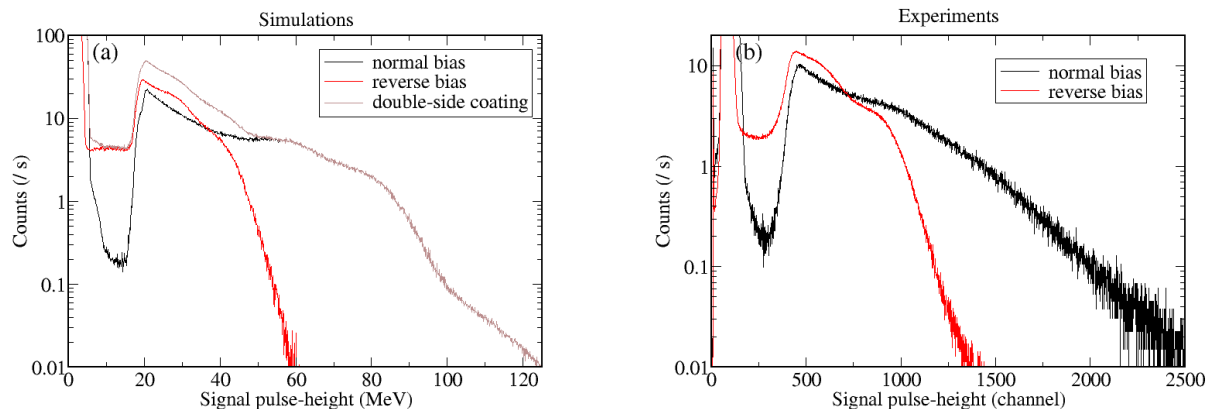 Simulations
(a)
normal bias
reverse bias
double-side coating
100
10
1
0.1
0.01
Counts (/ s)
0 20 40 60 80 100 120
Signal pulse-height (MeV)
Experiments
(b)
normal bias
reverse bias
10
1
0.1
0.01
Counts (/ s)
0 500 1000 1500 2000 2500
Signal pulse-height (channel)